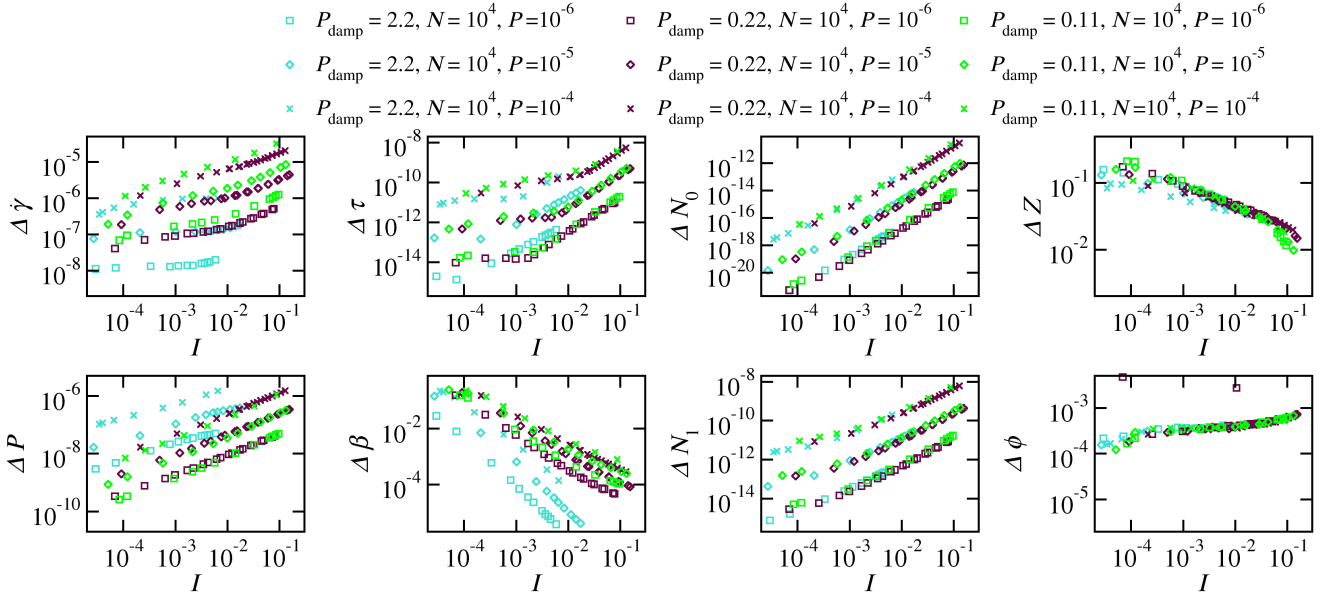 P_damp = 2.2, N = 10^4, P = 10^-6 P_damp = 0.22, N = 10^4, P = 10^-6 P_damp = 0.11, N = 10^4, P = 10^-6
P_damp = 2.2, N = 10^4, P = 10^-5 P_damp = 0.22, N = 10^4, P = 10^-5 P_damp = 0.11, N = 10^4, P = 10^-5
P_damp = 2.2, N = 10^4, P = 10^-4 P_damp = 0.22, N = 10^4, P = 10^-4 P_damp = 0.11, N = 10^4, P = 10^-4
Δ γ̇
10^-5
10^-6
10^-7
10^-8
10^-4 10^-3 10^-2 10^-1
I
Δ τ
10^-8
10^-10
10^-12
10^-14
10^-4 10^-3 10^-2 10^-1
I
Δ N_0
10^-12
10^-14
10^-16
10^-18
10^-20
10^-4 10^-3 10^-2 10^-1
I
Δ Z
10^-1
10^-2
10^-4 10^-3 10^-2 10^-1
I
Δ P
10^-6
10^-8
10^-10
10^-4 10^-3 10^-2 10^-1
I
Δ β
10^-2
10^-4
10^-4 10^-3 10^-2 10^-1
I
Δ N_1
10^-8
10^-10
10^-12
10^-14
10^-4 10^-3 10^-2 10^-1
I
Δ ϕ
10^-3
10^-4
10^-5
10^-4 10^-3 10^-2 10^-1
I